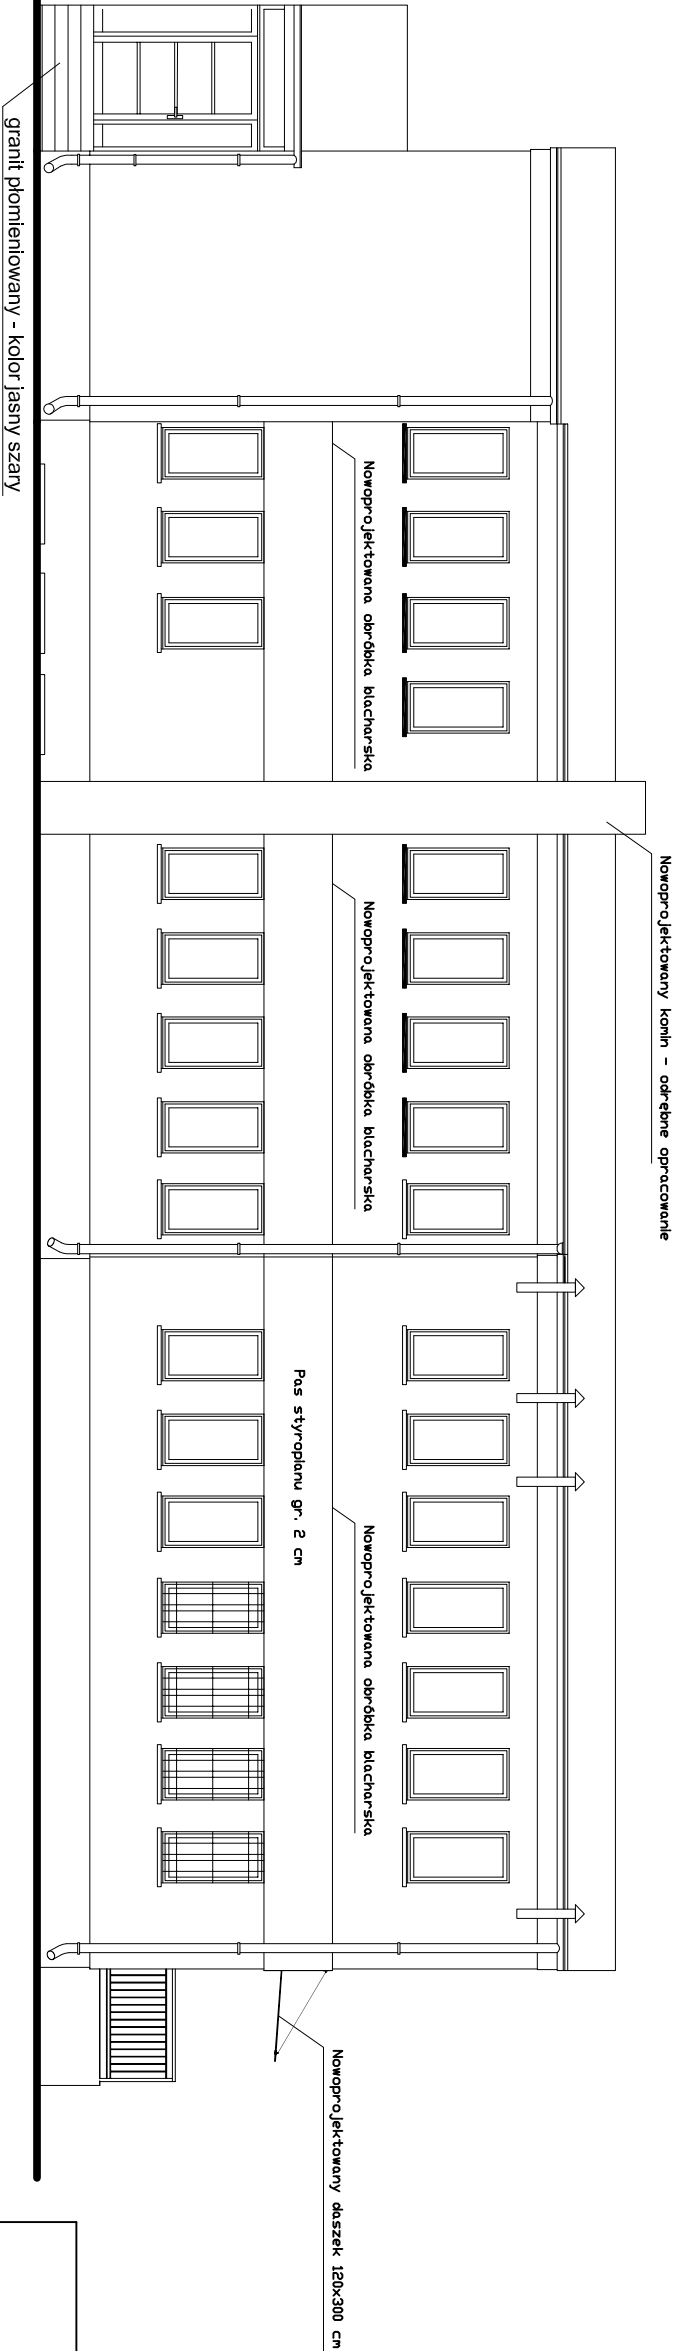 Nowoprojektowany komin - odrębne opracowanie
Nowoprojektowana obróbka blacharska
Nowoprojektowana obróbka blacharska
Nowoprojektowana obróbka blacharska
Nowoprojektowany daszek 120x300 cm
Pas styropianu gr. 2 cm
granit płomieniowany - kolor jasny szary